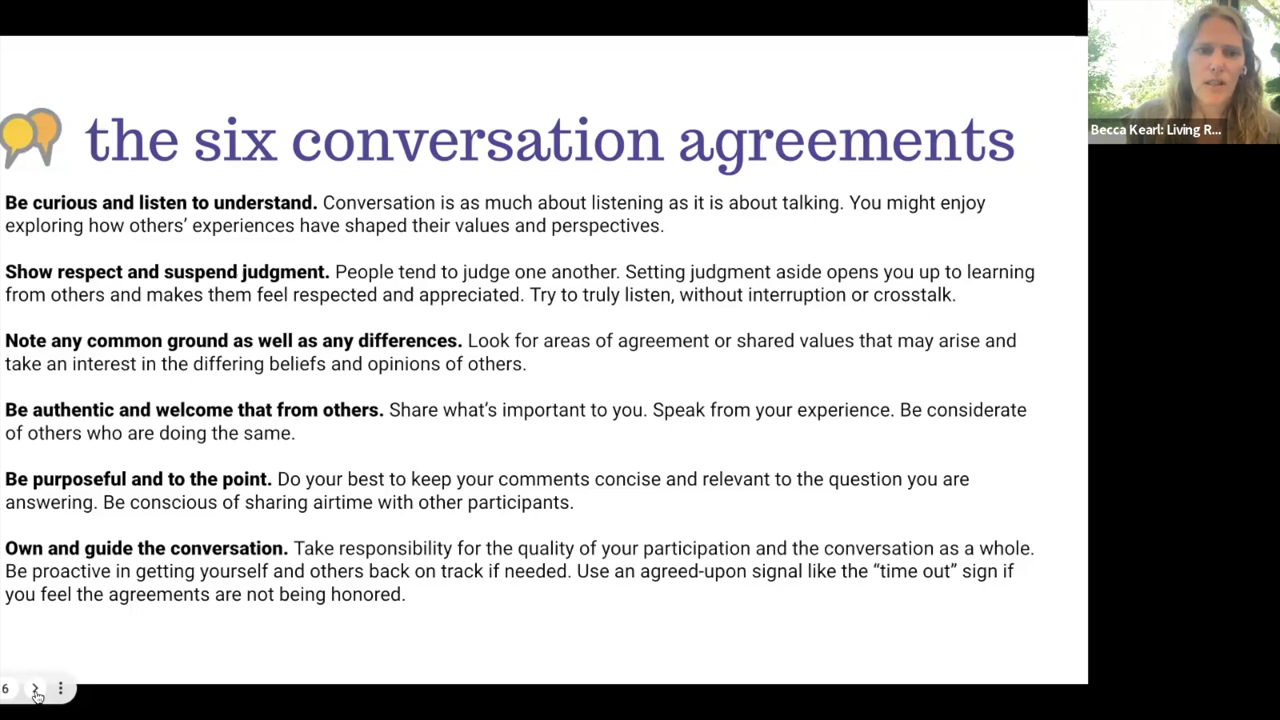 the six conversation agreements
Be curious and listen to understand. Conversation is as much about listening as it is about talking. You might enjoy
exploring how others’ experiences have shaped their values and perspectives.
Show respect and suspend judgment. People tend to judge one another. Setting judgment aside opens you up to learning
from others and makes them feel respected and appreciated. Try to truly listen, without interruption or crosstalk.
Note any common ground as well as any differences. Look for areas of agreement or shared values that may arise and
take an interest in the differing beliefs and opinions of others.
Be authentic and welcome that from others. Share what’s important to you. Speak from your experience. Be considerate
of others who are doing the same.
Be purposeful and to the point. Do your best to keep your comments concise and relevant to the question you are
answering. Be conscious of sharing airtime with other participants.
Own and guide the conversation. Take responsibility for the quality of your participation and the conversation as a whole.
Be proactive in getting yourself and others back on track if needed. Use an agreed-upon signal like the “time out” sign if
you feel the agreements are not being honored.
6
Becca Kearl: Living R...